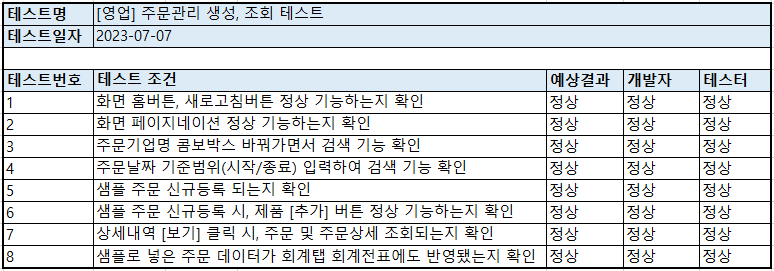 테스트명 [영업] 주문관리 생성, 조회 테스트
테스트일자 2023-07-07
테스트번호 테스트 조건 예상결과 개발자 테스터
1 화면 홈버튼, 새로고침버튼 정상 기능하는지 확인 정상 정상 정상
2 화면 페이지네이션 정상 기능하는지 확인 정상 정상 정상
3 주문기업명 콤보박스 바꿔가면서 검색 기능 확인 정상 정상 정상
4 주문날짜 기준범위(시작/종료) 입력하여 검색 기능 확인 정상 정상 정상
5 샘플 주문 신규등록 되는지 확인 정상 정상 정상
6 샘플 주문 신규등록 시, 제품 [추가] 버튼 정상 기능하는지 확인 정상 정상 정상
7 상세내역 [보기] 클릭 시, 주문 및 주문상세 조회되는지 확인 정상 정상 정상
8 샘플로 넣은 주문 데이터가 회계탭 회계전표에도 반영됐는지 확인 정상 정상 정상